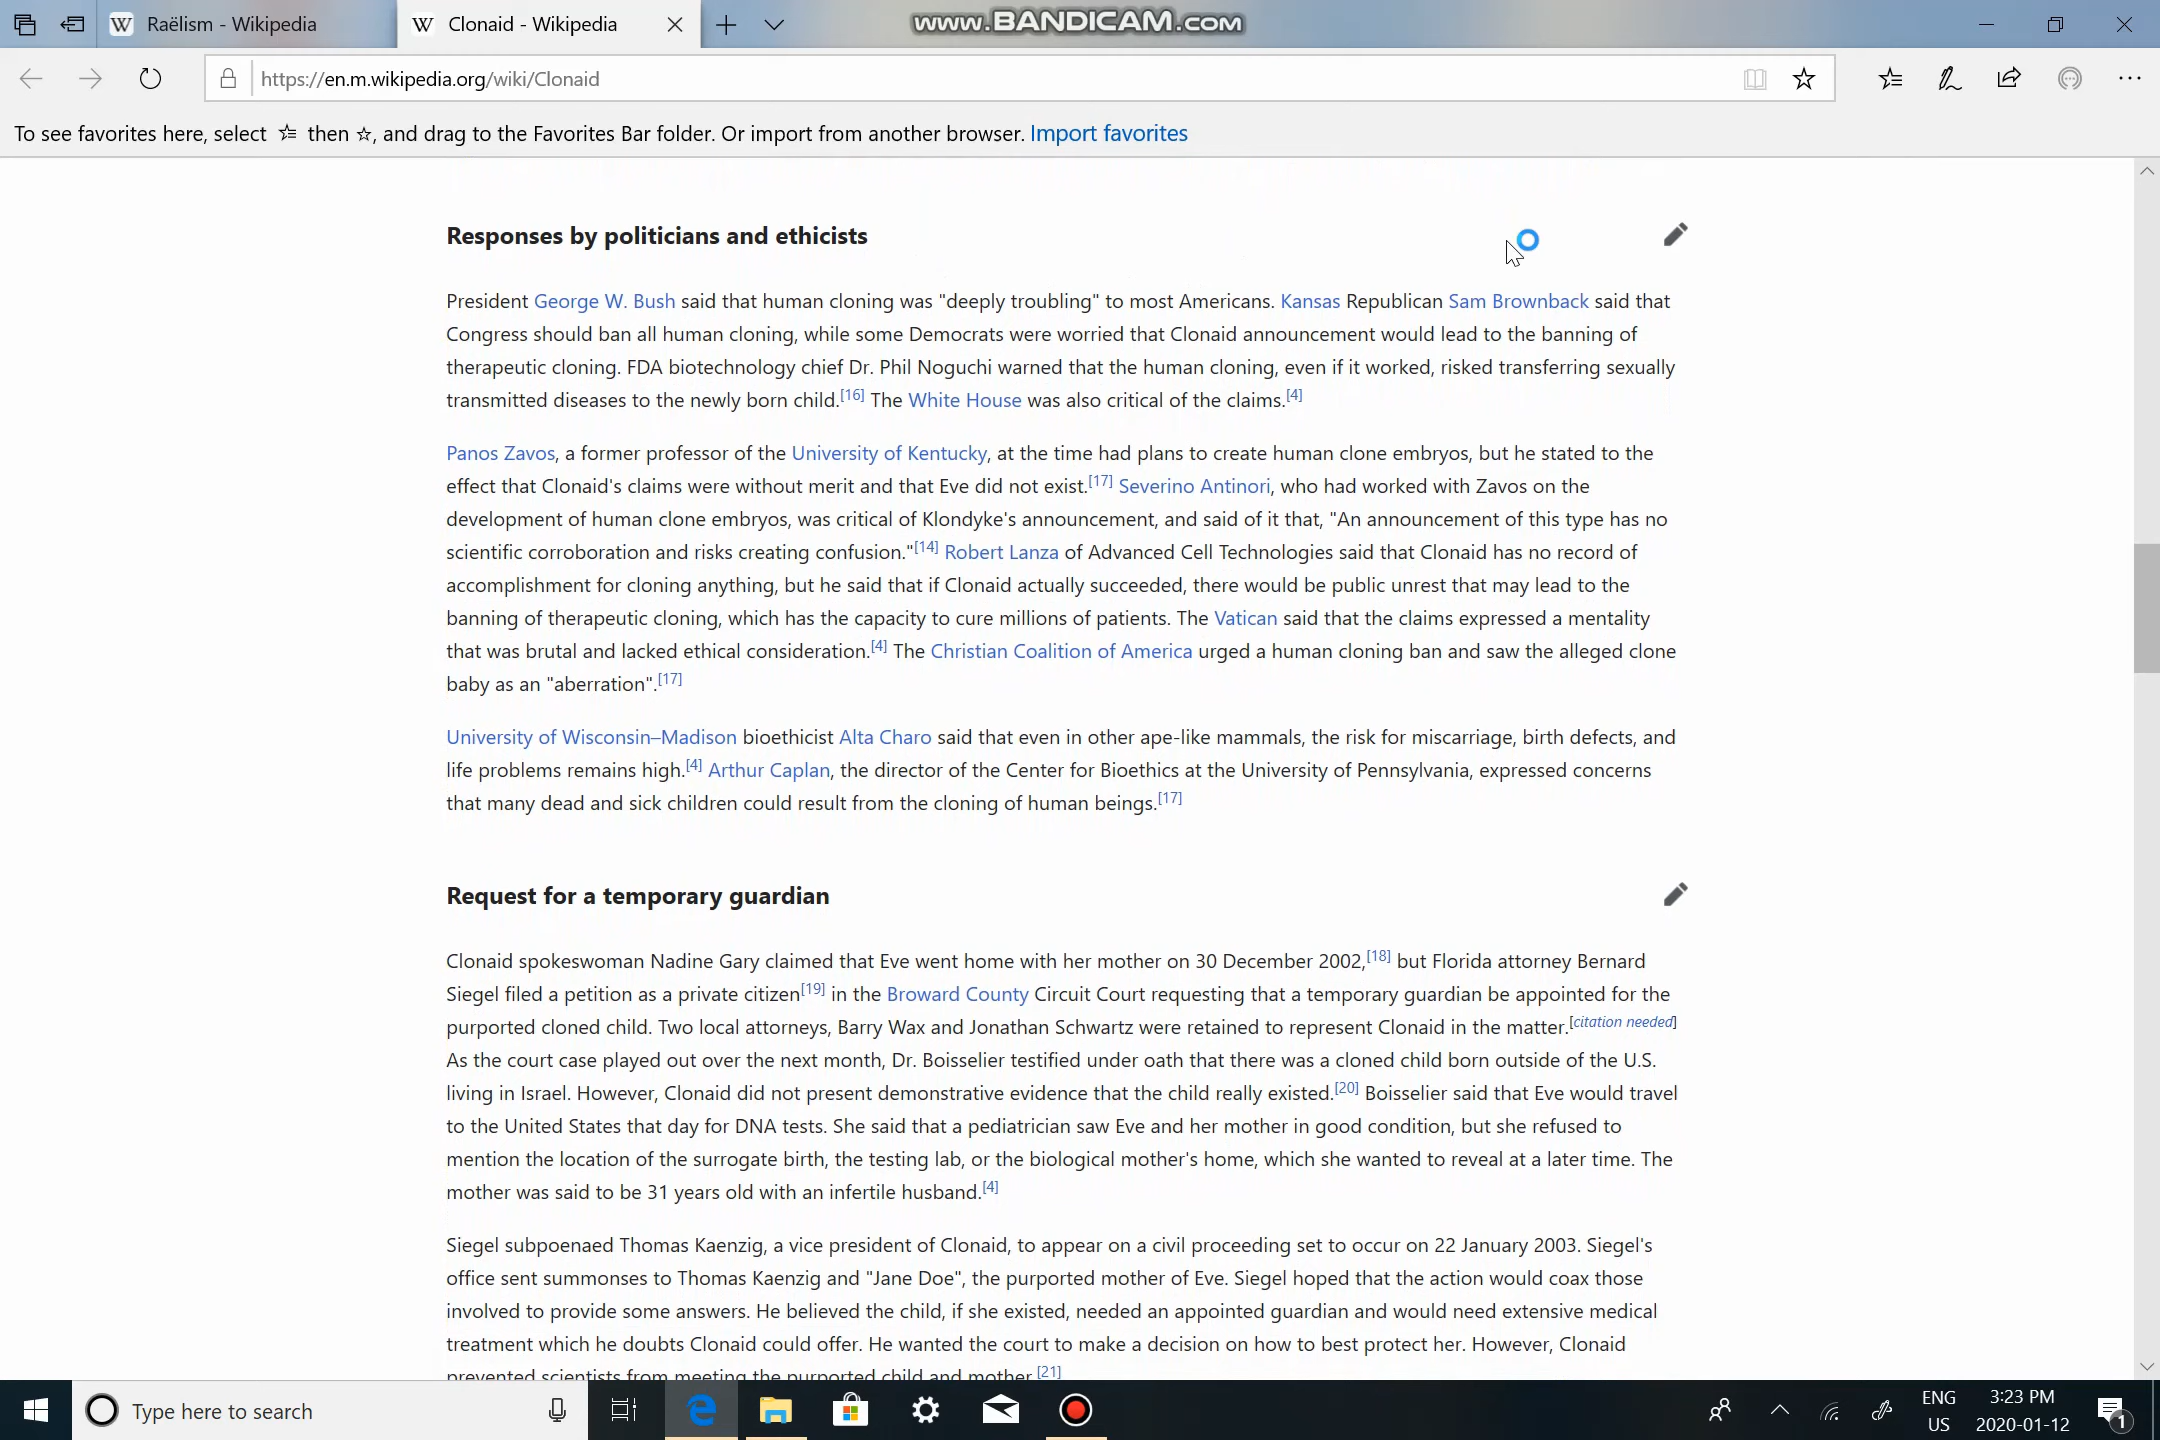 Raëlism - Wikipedia
Clonaid - Wikipedia
www.BANDICAM.com
https://en.m.wikipedia.org/wiki/Clonaid
To see favorites here, select then ☆, and drag to the Favorites Bar folder. Or import from another browser. Import favorites
Responses by politicians and ethicists
President George W. Bush said that human cloning was "deeply troubling" to most Americans. Kansas Republican Sam Brownback said that
Congress should ban all human cloning, while some Democrats were worried that Clonaid announcement would lead to the banning of
therapeutic cloning. FDA biotechnology chief Dr. Phil Noguchi warned that the human cloning, even if it worked, risked transferring sexually
transmitted diseases to the newly born child.[16] The White House was also critical of the claims.[4]
Panos Zavos, a former professor of the University of Kentucky, at the time had plans to create human clone embryos, but he stated to the
effect that Clonaid's claims were without merit and that Eve did not exist.[17] Severino Antinori, who had worked with Zavos on the
development of human clone embryos, was critical of Klondyke's announcement, and said of it that, "An announcement of this type has no
scientific corroboration and risks creating confusion."[14] Robert Lanza of Advanced Cell Technologies said that Clonaid has no record of
accomplishment for cloning anything, but he said that if Clonaid actually succeeded, there would be public unrest that may lead to the
banning of therapeutic cloning, which has the capacity to cure millions of patients. The Vatican said that the claims expressed a mentality
that was brutal and lacked ethical consideration.[4] The Christian Coalition of America urged a human cloning ban and saw the alleged clone
baby as an "aberration".[17]
University of Wisconsin–Madison bioethicist Alta Charo said that even in other ape-like mammals, the risk for miscarriage, birth defects, and
life problems remains high.[4] Arthur Caplan, the director of the Center for Bioethics at the University of Pennsylvania, expressed concerns
that many dead and sick children could result from the cloning of human beings.[17]
Request for a temporary guardian
Clonaid spokeswoman Nadine Gary claimed that Eve went home with her mother on 30 December 2002,[18] but Florida attorney Bernard
Siegel filed a petition as a private citizen[19] in the Broward County Circuit Court requesting that a temporary guardian be appointed for the
purported cloned child. Two local attorneys, Barry Wax and Jonathan Schwartz were retained to represent Clonaid in the matter.[citation needed]
As the court case played out over the next month, Dr. Boisselier testified under oath that there was a cloned child born outside of the U.S.
living in Israel. However, Clonaid did not present demonstrative evidence that the child really existed.[20] Boisselier said that Eve would travel
to the United States that day for DNA tests. She said that a pediatrician saw Eve and her mother in good condition, but she refused to
mention the location of the surrogate birth, the testing lab, or the biological mother's home, which she wanted to reveal at a later time. The
mother was said to be 31 years old with an infertile husband.[4]
Siegel subpoenaed Thomas Kaenzig, a vice president of Clonaid, to appear on a civil proceeding set to occur on 22 January 2003. Siegel's
office sent summonses to Thomas Kaenzig and "Jane Doe", the purported mother of Eve. Siegel hoped that the action would coax those
involved to provide some answers. He believed the child, if she existed, needed an appointed guardian and would need extensive medical
treatment which he doubts Clonaid could offer. He wanted the court to make a decision on how to best protect her. However, Clonaid
prevented scientists from meeting the purported child and mother.[21]
Type here to search
ENG
US
3:23 PM
2020-01-12
1